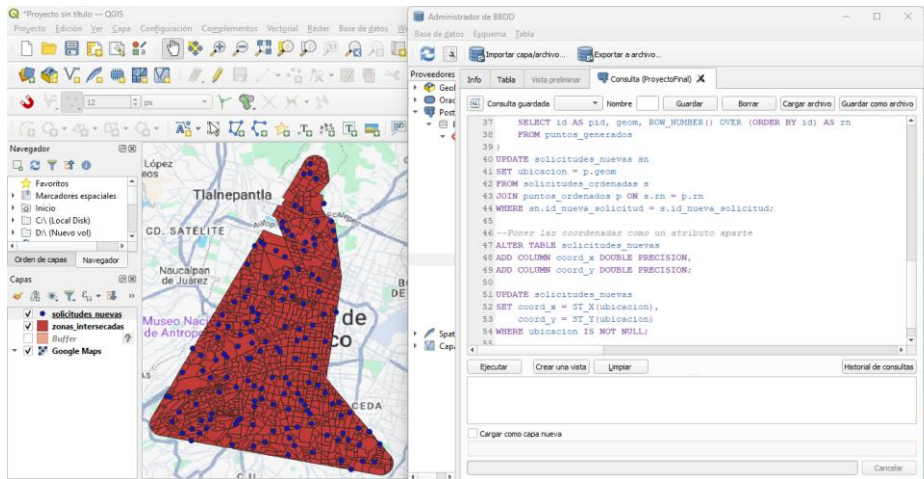 *Proyecto sin título — QGIS
Proyecto Edición Ver Capa Configuración Complementos Vectorial Ráster Base de datos
12 px
Navegador
Favoritos
Marcadores espaciales
Inicio
C:\ (Local Disk)
D:\ (Nuevo vol)
Orden de capas Navegador
Capas
solicitudes nuevas
zonas_intersecadas
Buffer
Google Maps
López
Tlalnepantla
CD. SATÉLITE
Naucalpan
de Juárez
Museo Nac
de Antrop
de
co
CEDA
Administrador de BBDD
Base de datos Esquema Tabla
Importar capa/archivo... Exportar a archivo...
Proveedores
Geol
Orac
Post
Spat
Cap
Info Tabla Vista preliminar Consulta (ProyectoFinal)
Consulta guardada Nombre Guardar Borrar Cargar archivo Guardar como archivo
37 SELECT id AS pid, geom, ROW_NUMBER() OVER (ORDER BY id) AS rn
38 FROM puntos_generados
39 )
40 UPDATE solicitudes_nuevas sn
41 SET ubicacion = p.geom
42 FROM solicitudes_ordenadas s
43 JOIN puntos_ordenados p ON s.rn = p.rn
44 WHERE sn.id_nueva_solicitud = s.id_nueva_solicitud;
45
46 --Poner las coordenadas como un atributo aparte
47 ALTER TABLE solicitudes_nuevas
48 ADD COLUMN coord_x DOUBLE PRECISION,
49 ADD COLUMN coord_y DOUBLE PRECISION;
50
51 UPDATE solicitudes_nuevas
52 SET coord_x = ST_X(ubicacion),
53 coord_y = ST_Y(ubicacion)
54 WHERE ubicacion IS NOT NULL;
55
Ejecutar Crear una vista Limpiar Historial de consultas
Cargar como capa nueva
Cancelar